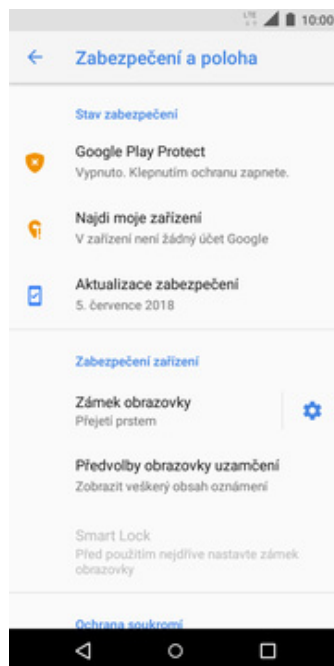 LTE 10:00
Zabezpečení a poloha
Stav zabezpečení
Google Play Protect
Vypnuto. Klepnutím ochranu zapnete.
Najdi moje zařízení
V zařízení není žádný účet Google
Aktualizace zabezpečení
5. července 2018
Zabezpečení zařízení
Zámek obrazovky
Přejetí prstem
Předvolby obrazovky uzamčení
Zobrazit veškerý obsah oznámení
Smart Lock
Před použitím nejdříve nastavte zámek
obrazovky
Ochrana soukromí